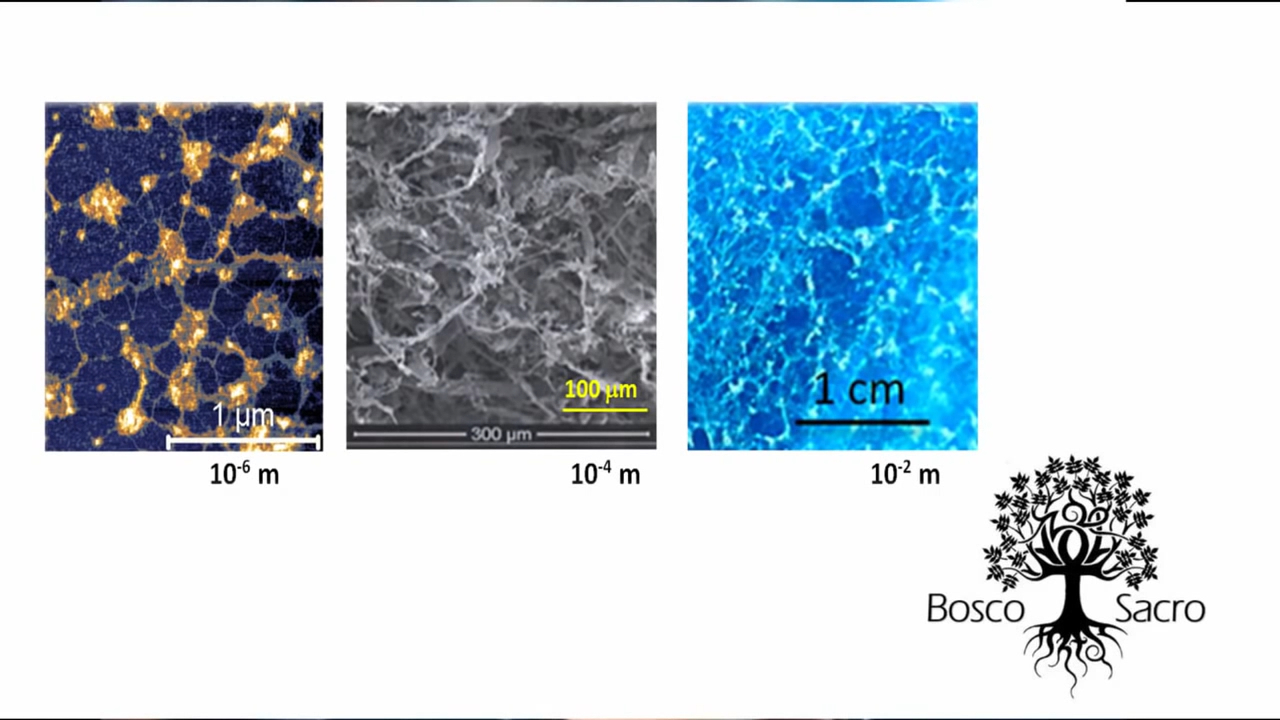 1 μm
100 μm
300 μm
1 cm
10⁻⁶ m
10⁻⁴ m
10⁻² m
Bosco Sacro